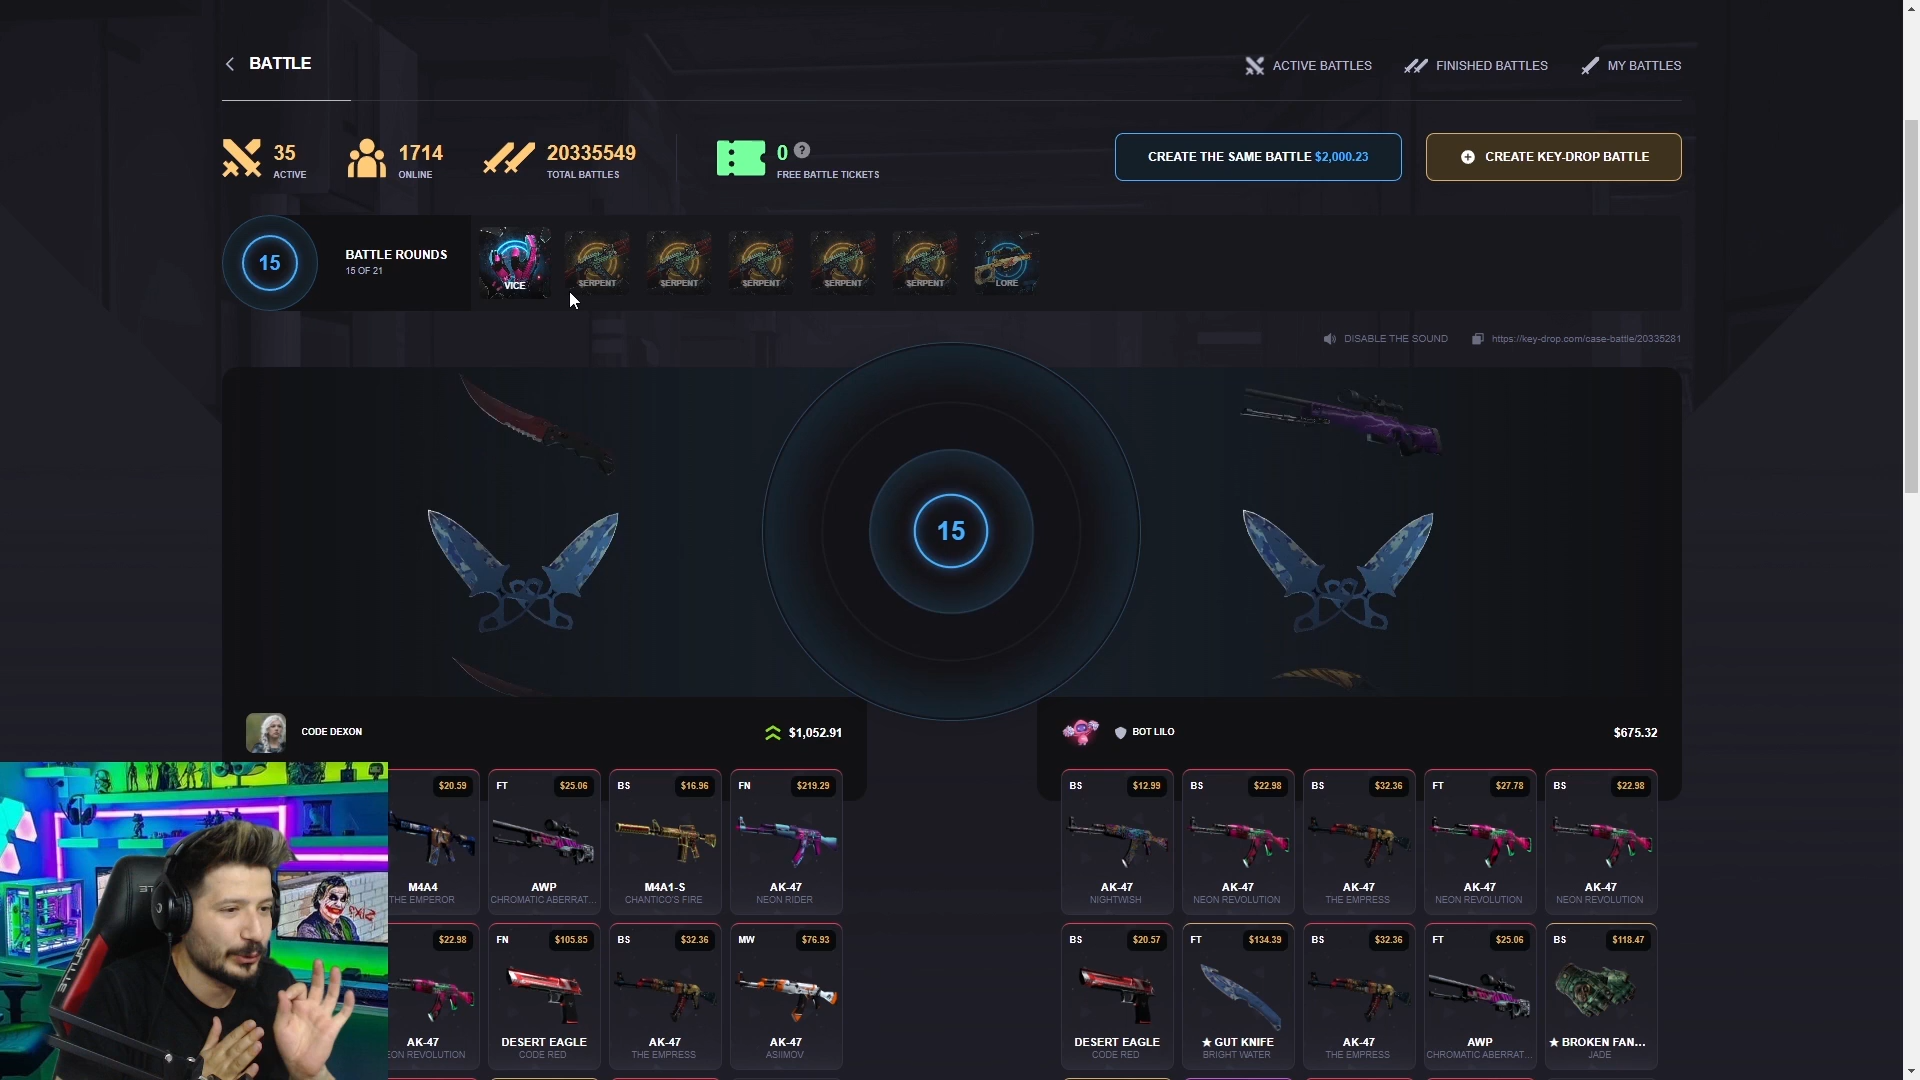 BATTLE
ACTIVE BATTLES
FINISHED BATTLES
MY BATTLES
35
ACTIVE
1714
ONLINE
20335549
TOTAL BATTLES
0 ?
FREE BATTLE TICKETS
CREATE THE SAME BATTLE $2,000.23
CREATE KEY-DROP BATTLE
15
BATTLE ROUNDS
15 OF 21
VICE
SERPENT
SERPENT
SERPENT
SERPENT
SERPENT
LORE
DISABLE THE SOUND
https://key-drop.com/case-battle/20335281
15
CODE DEXON
$1,052.91
BOT LILO
$675.32
$20.59
FT $25.06
BS $16.96
FN $219.29
BS $12.99
BS $22.98
BS $32.36
FT $27.78
BS $22.98
M4A4
AWP
M4A1-S
AK-47
AK-47
AK-47
AK-47
AK-47
AK-47
THE EMPEROR
CHROMATIC ABERRAT...
CHANTICO'S FIRE
NEON RIDER
NIGHTWISH
NEON REVOLUTION
THE EMPRESS
NEON REVOLUTION
NEON REVOLUTION
$22.98
FN $105.85
BS $32.36
MW $76.93
BS $20.57
FT $134.39
BS $32.36
FT $25.06
BS $118.47
AK-47
DESERT EAGLE
AK-47
AK-47
DESERT EAGLE
★ GUT KNIFE
AK-47
AWP
★ BROKEN FAN...
EON REVOLUTION
CODE RED
THE EMPRESS
ASIIMOV
CODE RED
BRIGHT WATER
THE EMPRESS
CHROMATIC ABERRAT...
JADE